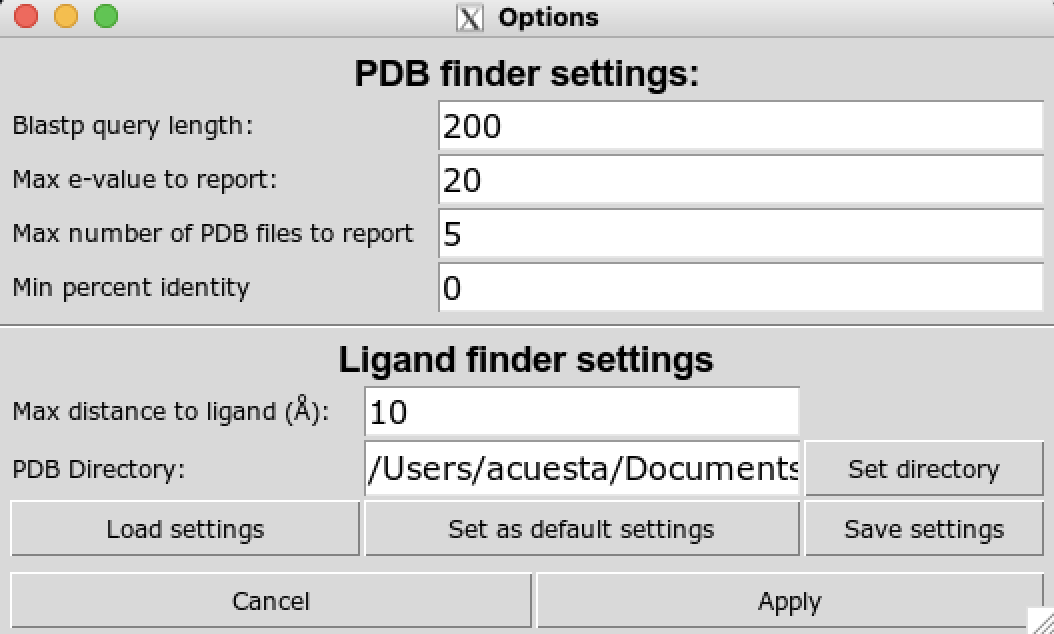 Options
PDB finder settings:
Blastp query length: 200
Max e-value to report: 20
Max number of PDB files to report 5
Min percent identity 0
Ligand finder settings
Max distance to ligand (Å): 10
PDB Directory: /Users/acuesta/Documents Set directory
Load settings Set as default settings Save settings
Cancel Apply